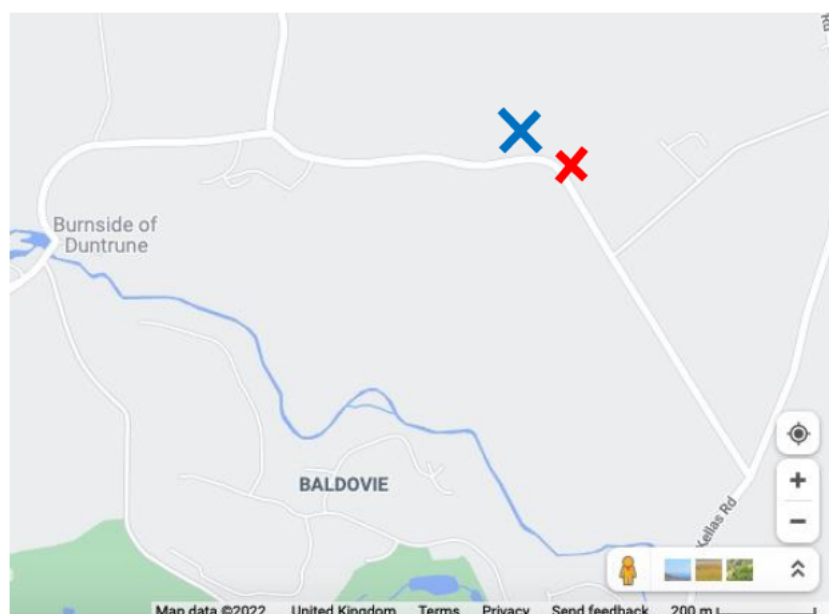 Burnside of
Duntrune
BALDOVIE
Kellas Rd
Map data ©2022 United Kingdom Terms Privacy Send feedback 200 m